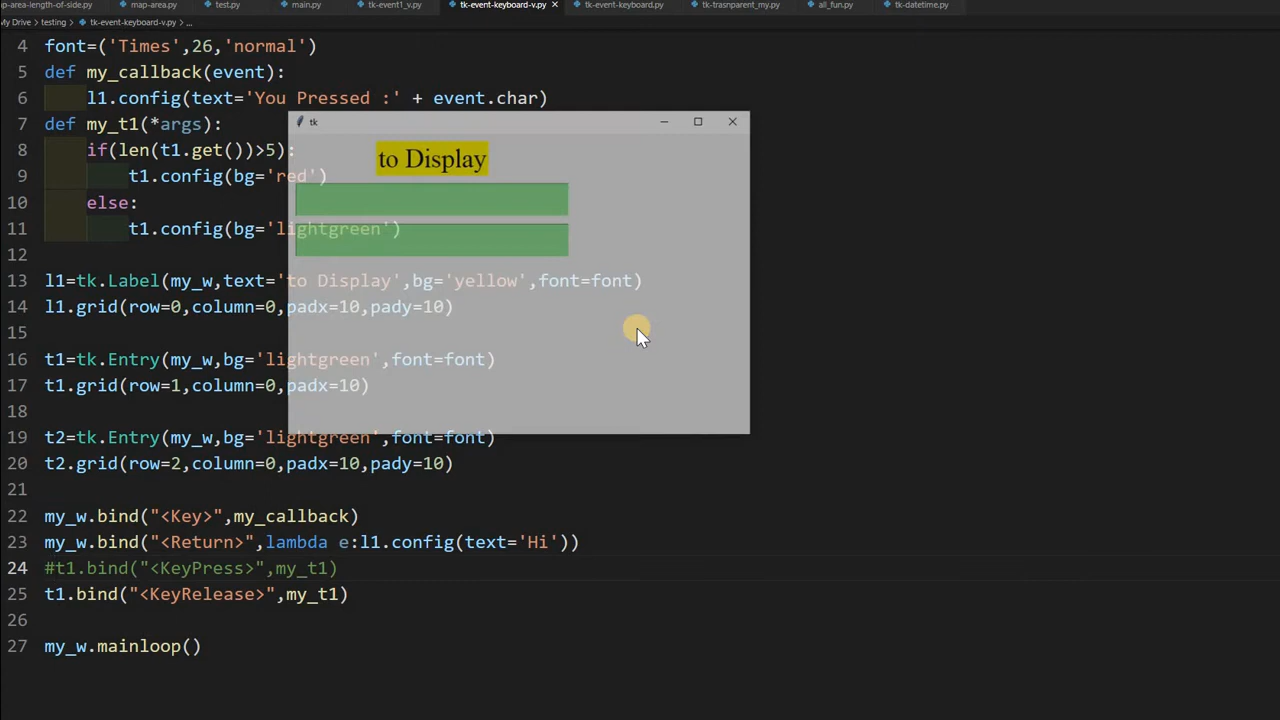 p-area-length-of-side.py map-area.py test.py main.py tk-event1_v.py tk-event-keyboard-v.py tk-event-keyboard.py tk-trasnparent_my.py all_fun.py tk-datetime.py
My Drive > testing > tk-event-keyboard-v.py > ...
4 font=('Times',26,'normal')
5 def my_callback(event):
6 l1.config(text='You Pressed :' + event.char)
7 def my_t1(*args):
8 if(len(t1.get())>5):
9 t1.config(bg='red')
10 else:
11 t1.config(bg='lightgreen')
12
13 l1=tk.Label(my_w,text='to Display',bg='yellow',font=font)
14 l1.grid(row=0,column=0,padx=10,pady=10)
15
16 t1=tk.Entry(my_w,bg='lightgreen',font=font)
17 t1.grid(row=1,column=0,padx=10)
18
19 t2=tk.Entry(my_w,bg='lightgreen',font=font)
20 t2.grid(row=2,column=0,padx=10,pady=10)
21
22 my_w.bind("<Key>",my_callback)
23 my_w.bind("<Return>",lambda e:l1.config(text='Hi'))
24 #t1.bind("<KeyPress>",my_t1)
25 t1.bind("<KeyRelease>",my_t1)
26
27 my_w.mainloop()
tk
to Display